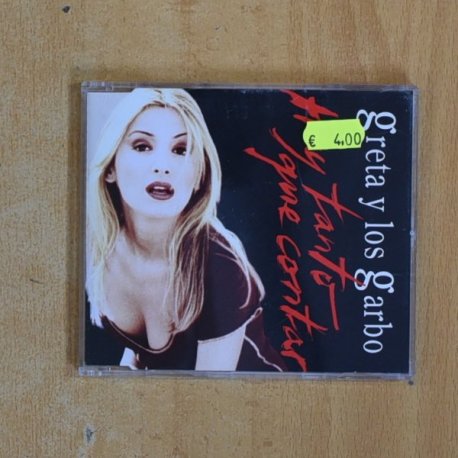 greta y los garbo
Hay tanto
que contar
€ 4.00